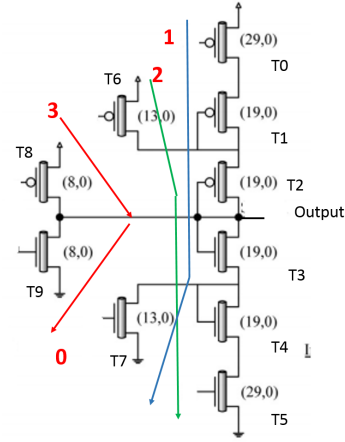 1
(29,0)
T0
T6
2
3
(13,0)
(19,0)
T1
T8
(8,0)
(19,0)
T2
Output
(8,0)
(19,0)
T3
T9
0
(13,0)
T7
(19,0)
T4
I
(29,0)
T5